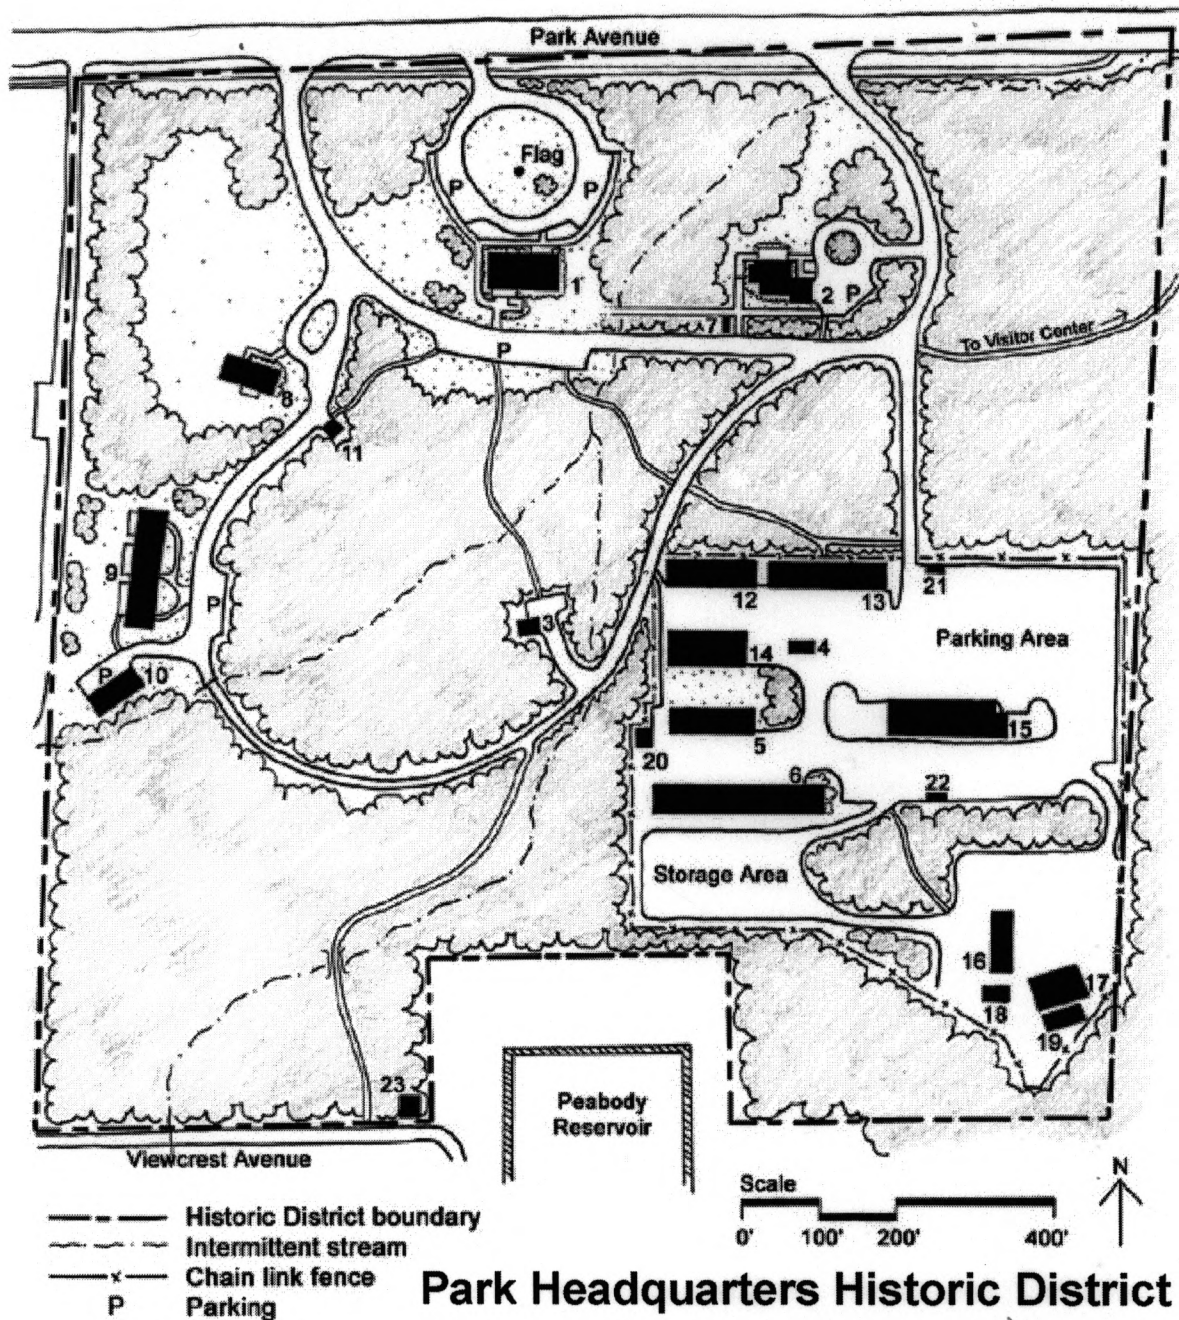 Park Avenue
Flag
P
P
1
2
P
7
To Visitor Center
P
8
11
9
P
3
12
13
21
14
4
Parking Area
P
10
5
15
20
6
22
Storage Area
16
17
18
19
23
Peabody
Reservoir
Viewcrest Avenue
Scale
0' 100' 200' 400'
N
Historic District boundary
Intermittent stream
x Chain link fence
P Parking
Park Headquarters Historic District